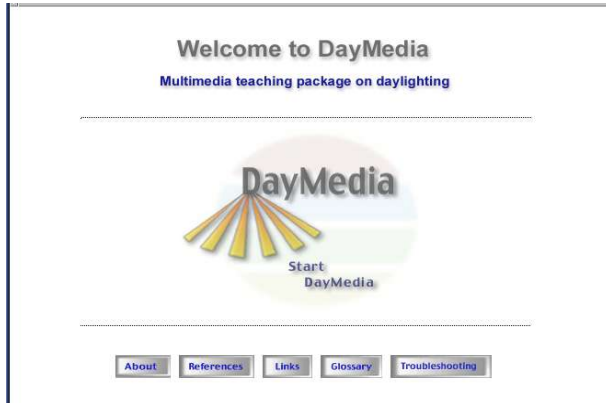 Welcome to DayMedia
Multimedia teaching package on daylighting
DayMedia
Start
DayMedia
About
References
Links
Glossary
Troubleshooting